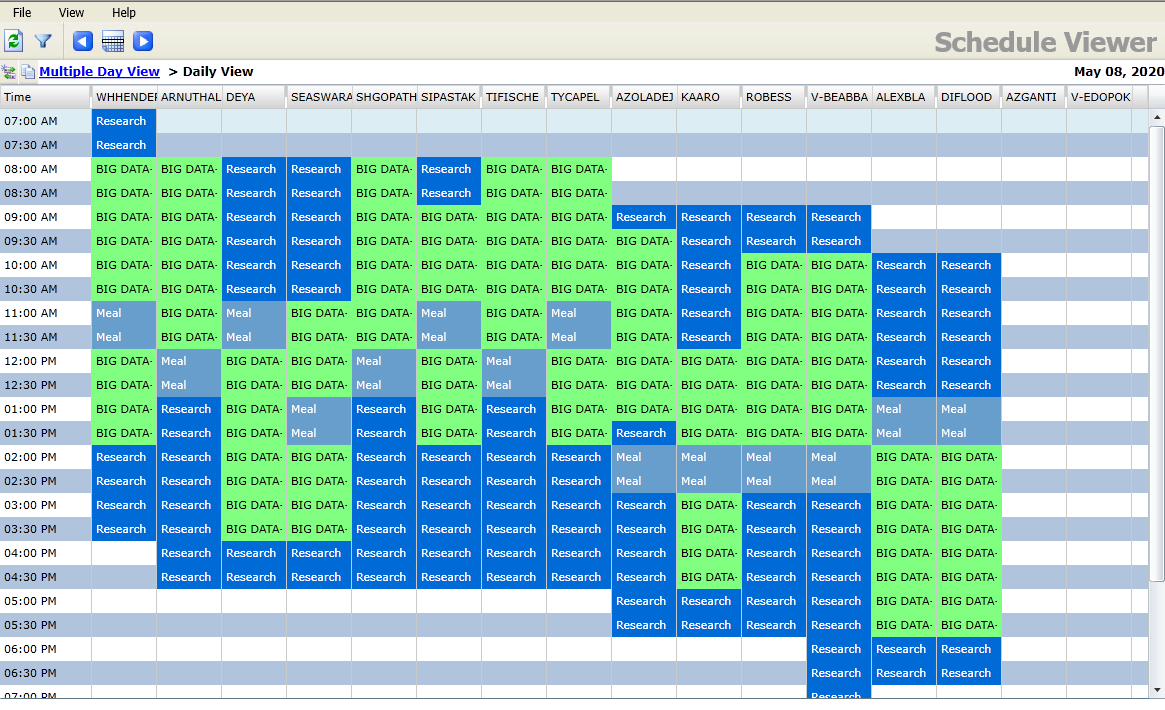 File View Help
Schedule Viewer
Multiple Day View > Daily View May 08, 2020
Time WHHENDER ARNUTHAL DEYA SEASWARA SHGOPATH SIPASTAK TIFISCHE TYCAPEL AZOLADEJ KAARO ROBESS V-BEABBA ALEXBLA DIFLOOD AZGANTI V-EDOPOK
07:00 AM Research
07:30 AM Research
08:00 AM BIG DATA- BIG DATA- Research Research BIG DATA- Research BIG DATA- BIG DATA-
08:30 AM BIG DATA- BIG DATA- Research Research BIG DATA- Research BIG DATA- BIG DATA-
09:00 AM BIG DATA- BIG DATA- Research Research BIG DATA- BIG DATA- BIG DATA- BIG DATA- Research Research Research Research
09:30 AM BIG DATA- BIG DATA- Research Research BIG DATA- BIG DATA- BIG DATA- BIG DATA- BIG DATA- Research Research Research
10:00 AM BIG DATA- BIG DATA- Research Research BIG DATA- BIG DATA- BIG DATA- BIG DATA- BIG DATA- Research BIG DATA- BIG DATA- Research Research
10:30 AM BIG DATA- BIG DATA- Research Research BIG DATA- BIG DATA- BIG DATA- BIG DATA- BIG DATA- Research BIG DATA- BIG DATA- Research Research
11:00 AM Meal BIG DATA- Meal BIG DATA- BIG DATA- Meal BIG DATA- Meal BIG DATA- Research BIG DATA- BIG DATA- Research Research
11:30 AM Meal BIG DATA- Meal BIG DATA- BIG DATA- Meal BIG DATA- Meal BIG DATA- Research BIG DATA- BIG DATA- Research Research
12:00 PM BIG DATA- Meal BIG DATA- BIG DATA- Meal BIG DATA- Meal BIG DATA- BIG DATA- BIG DATA- BIG DATA- BIG DATA- Research Research
12:30 PM BIG DATA- Meal BIG DATA- BIG DATA- Meal BIG DATA- Meal BIG DATA- BIG DATA- BIG DATA- BIG DATA- BIG DATA- Research Research
01:00 PM BIG DATA- Research BIG DATA- Meal Research BIG DATA- Research BIG DATA- BIG DATA- BIG DATA- BIG DATA- BIG DATA- Meal Meal
01:30 PM BIG DATA- Research BIG DATA- Meal Research BIG DATA- Research BIG DATA- Research BIG DATA- BIG DATA- BIG DATA- Meal Meal
02:00 PM Research Research BIG DATA- BIG DATA- Research Research Research Research Meal Meal Meal Meal BIG DATA- BIG DATA-
02:30 PM Research Research BIG DATA- BIG DATA- Research Research Research Research Meal Meal Meal Meal BIG DATA- BIG DATA-
03:00 PM Research Research BIG DATA- BIG DATA- Research Research Research Research Research BIG DATA- Research Research BIG DATA- BIG DATA-
03:30 PM Research Research BIG DATA- BIG DATA- Research Research Research Research Research BIG DATA- Research Research BIG DATA- BIG DATA-
04:00 PM Research Research Research Research Research Research Research Research BIG DATA- Research Research BIG DATA- BIG DATA-
04:30 PM Research Research Research Research Research Research Research Research BIG DATA- Research Research BIG DATA- BIG DATA-
05:00 PM Research Research Research Research BIG DATA- BIG DATA-
05:30 PM Research Research Research Research BIG DATA- BIG DATA-
06:00 PM Research Research Research
06:30 PM Research Research Research
07:00 PM Research